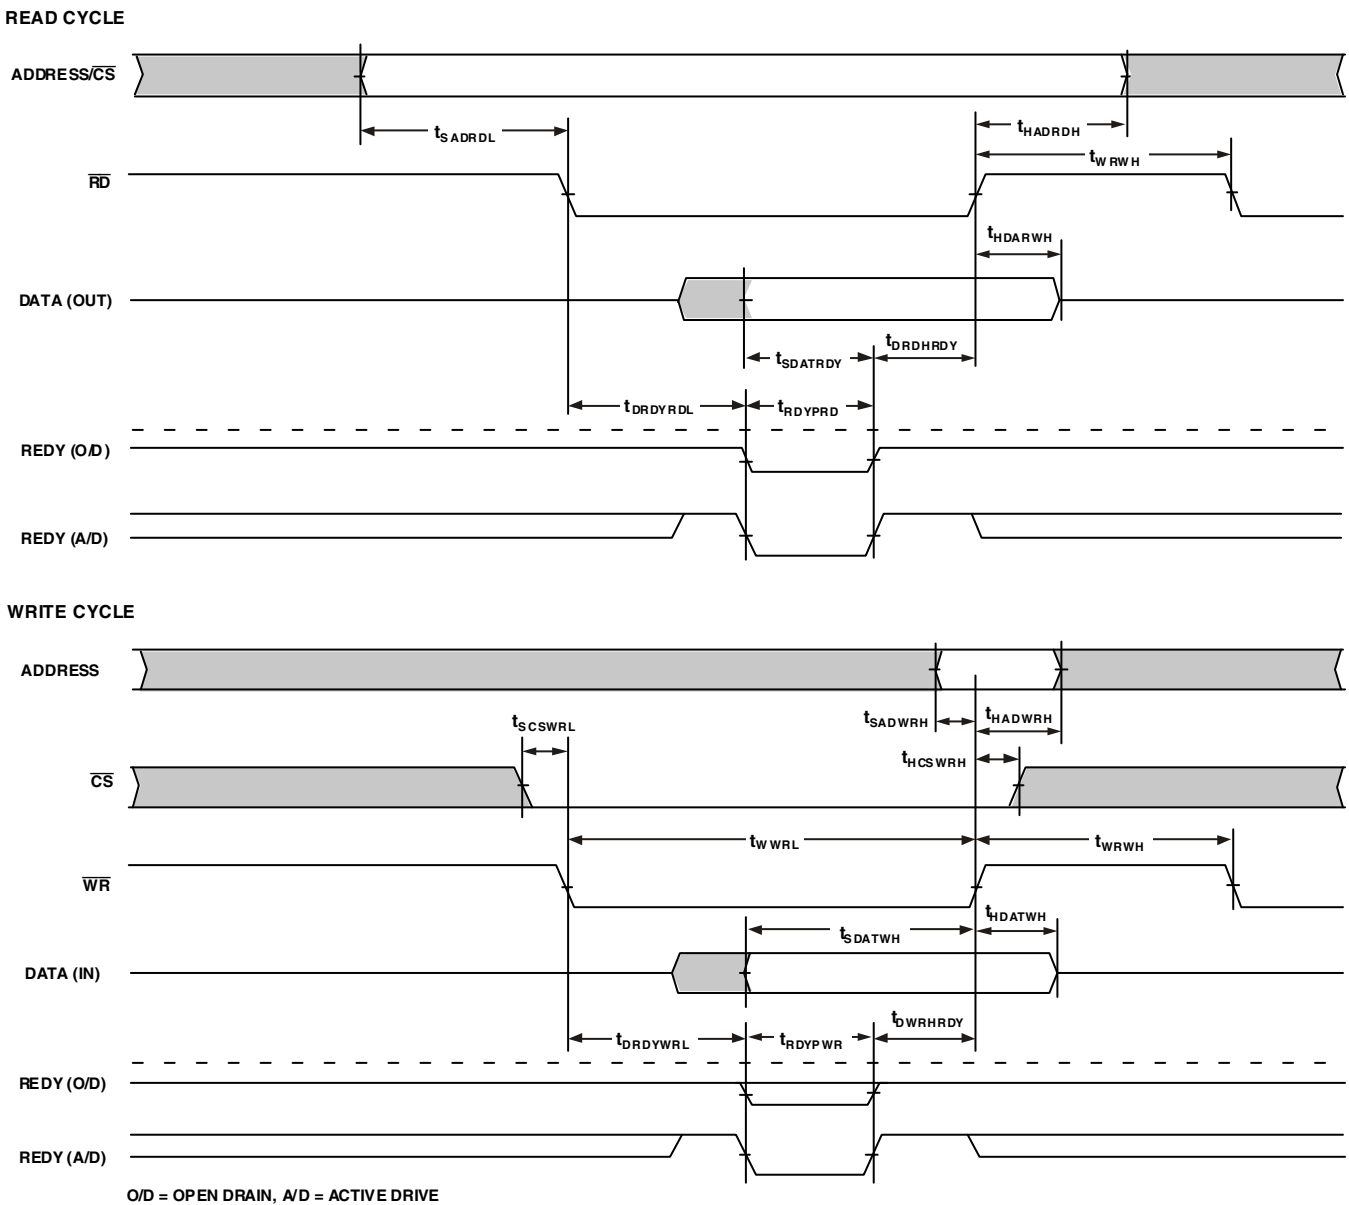 READ CYCLE
ADDRESS/CS
tSADRDL
tHADRDH
tWRWH
RD
tHDARWH
DATA (OUT)
tSDATRDY
tDRDHRDY
tDRDYRDL
tRDYPRD
REDY (O/D)
REDY (A/D)
WRITE CYCLE
ADDRESS
tSCSWRL
tSADWRH
tHADWRH
tHCSWRH
CS
tWWRL
tWRWH
WR
tHDATWH
tSDATWH
DATA (IN)
tDWRHRDY
tDRDYWRL
tRDYPWR
REDY (O/D)
REDY (A/D)
O/D = OPEN DRAIN, A/D = ACTIVE DRIVE